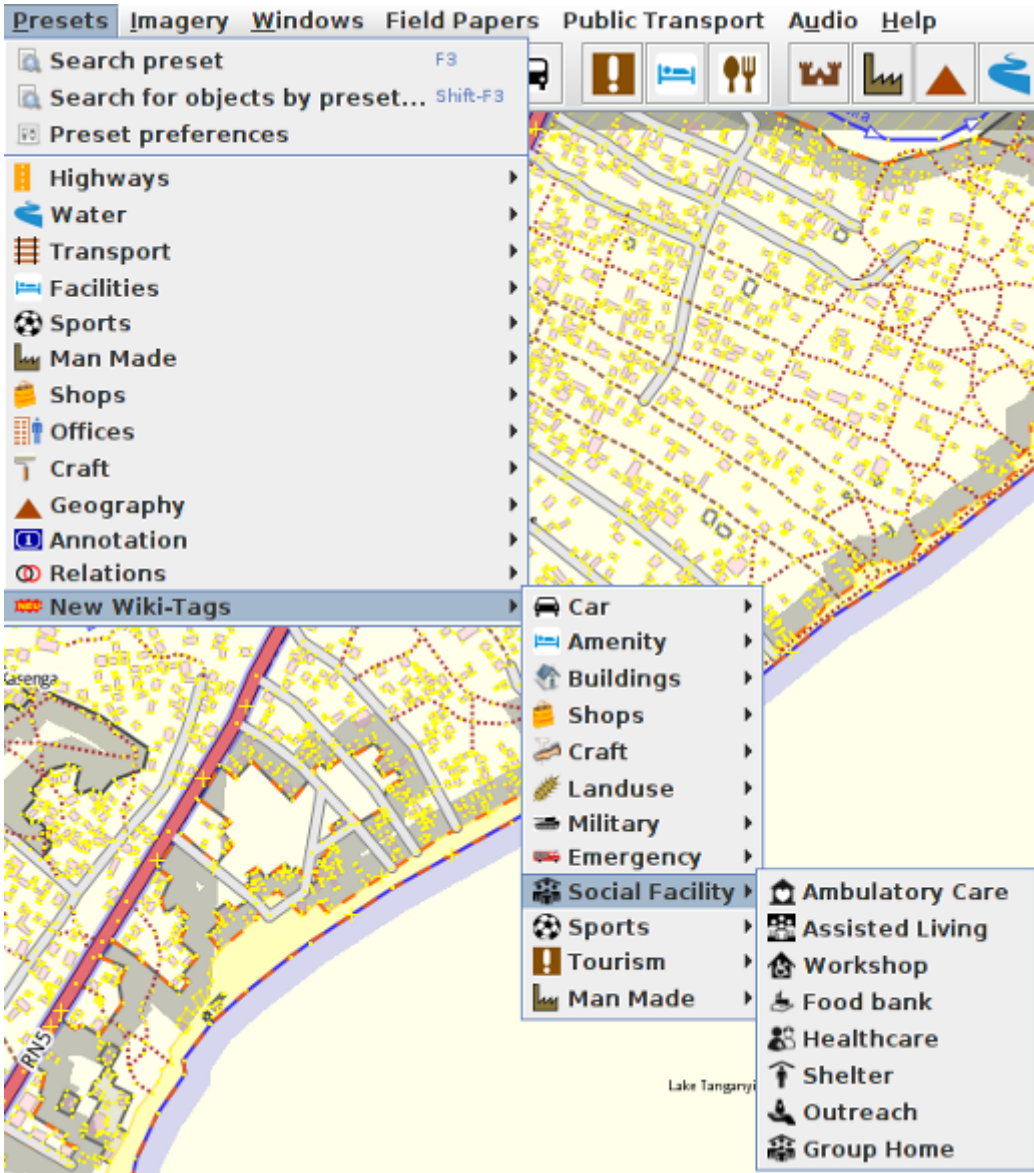 Presets Imagery Windows Field Papers Public Transport Audio Help
Search preset F3
Search for objects by preset... Shift-F3
Preset preferences
Highways
Water
Transport
Facilities
Sports
Man Made
Shops
Offices
Craft
Geography
Annotation
Relations
New Wiki-Tags
Car
Amenity
Buildings
Shops
Craft
Landuse
Military
Emergency
Social Facility
Sports
Tourism
Man Made
Ambulatory Care
Assisted Living
Workshop
Food bank
Healthcare
Shelter
Outreach
Group Home
Kasenga
RN5
Lake Tanganyi